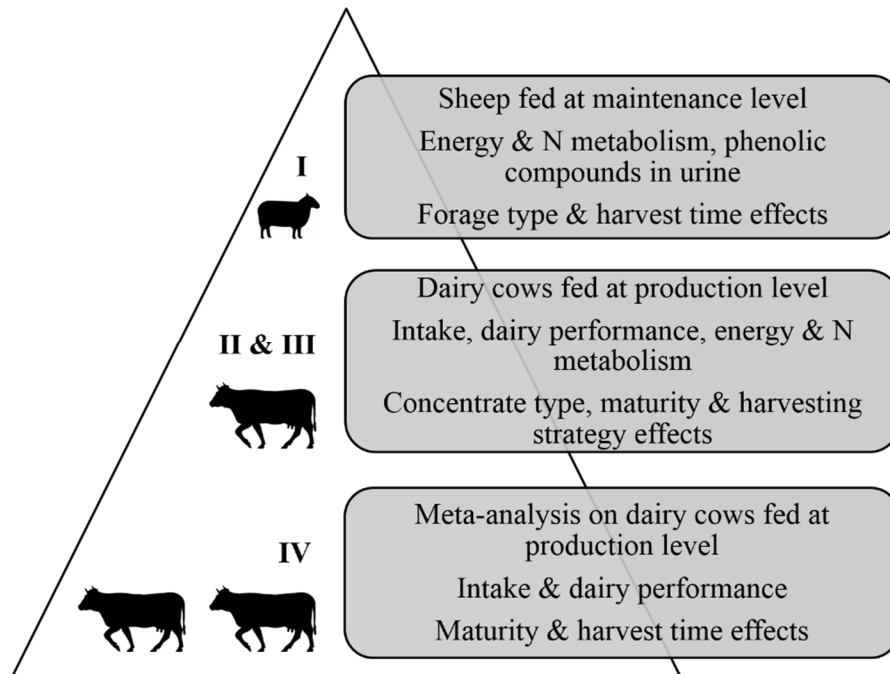 Sheep fed at maintenance level
Energy & N metabolism, phenolic
compounds in urine
Forage type & harvest time effects
I
Dairy cows fed at production level
Intake, dairy performance, energy & N
metabolism
Concentrate type, maturity & harvesting
strategy effects
II & III
Meta-analysis on dairy cows fed at
production level
Intake & dairy performance
Maturity & harvest time effects
IV